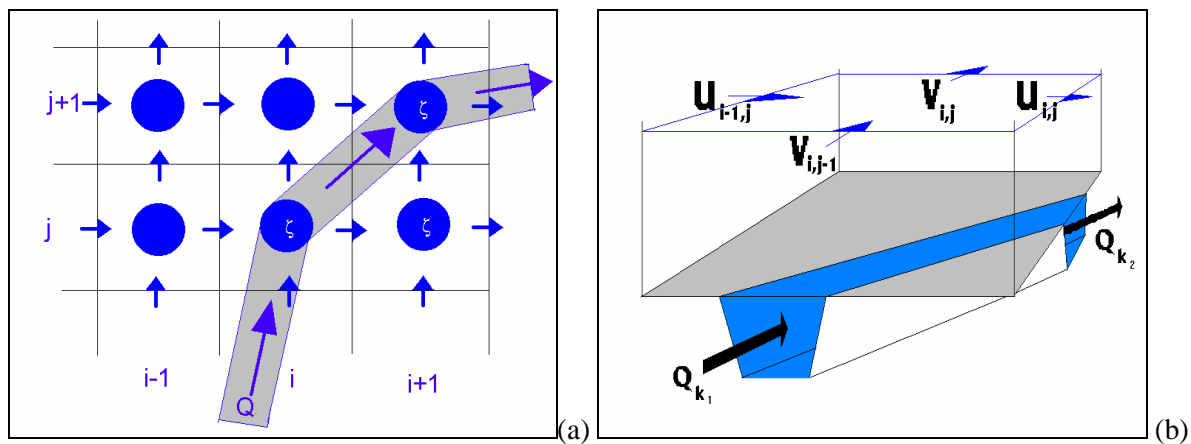 j+1
ζ
j
ζ
ζ
i-1
i
i+1
Q
(a)
u i-1,j
v i,j
u i,j
v i,j-1
Q k₂
Q k₁
(b)